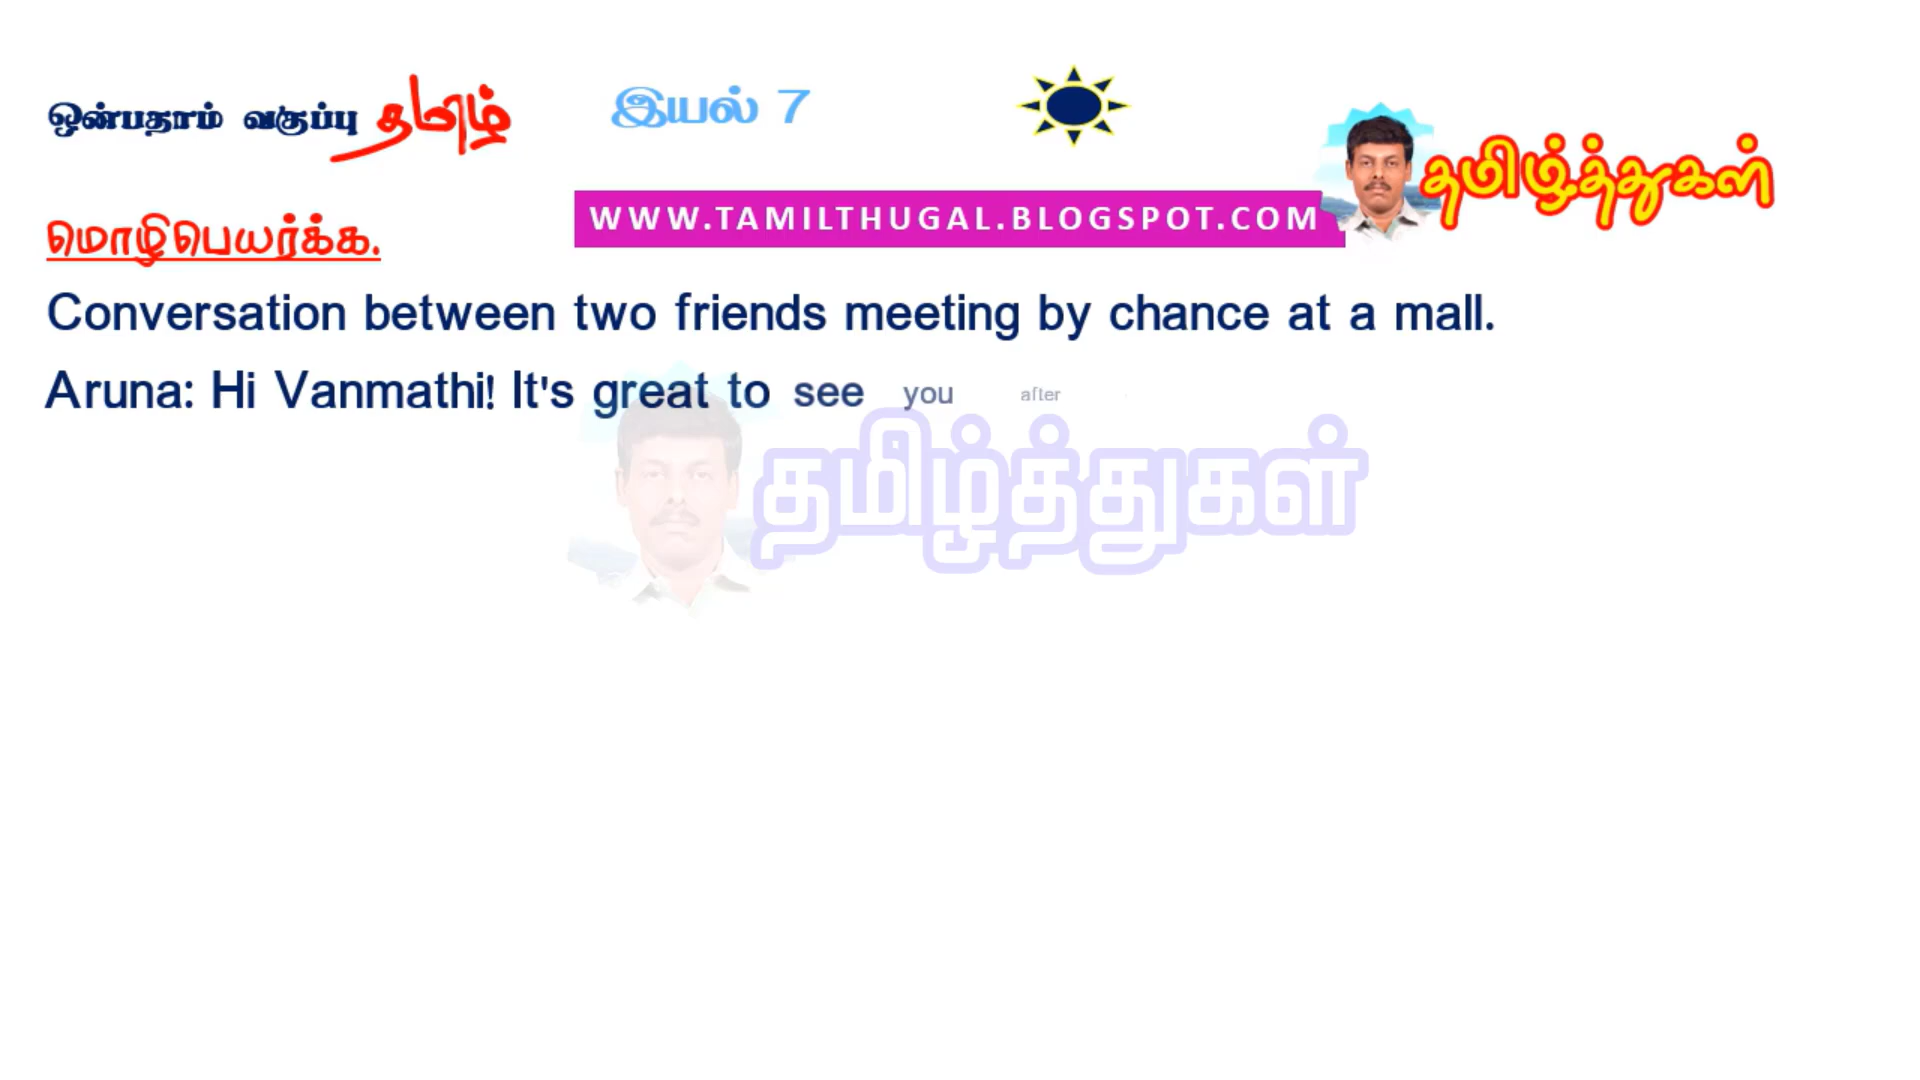 ஒன்பதாம் வகுப்பு தமிழ்
இயல் 7
தமிழ்த்துகள்
WWW.TAMILTHUGAL.BLOGSPOT.COM
மொழிபெயர்க்க.
Conversation between two friends meeting by chance at a mall.
Aruna: Hi Vanmathi! It's great to see you after
தமிழ்த்துகள்